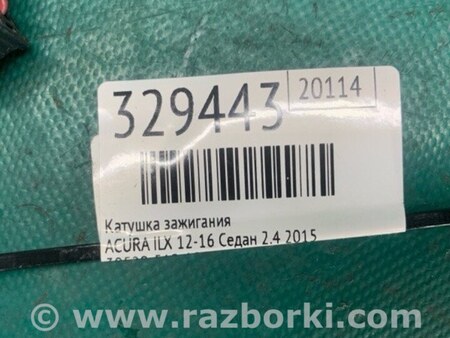 329443
20114
Катушка зажигания
ACURA ILX 12-16 Седан 2.4 2015
www.razborki.com